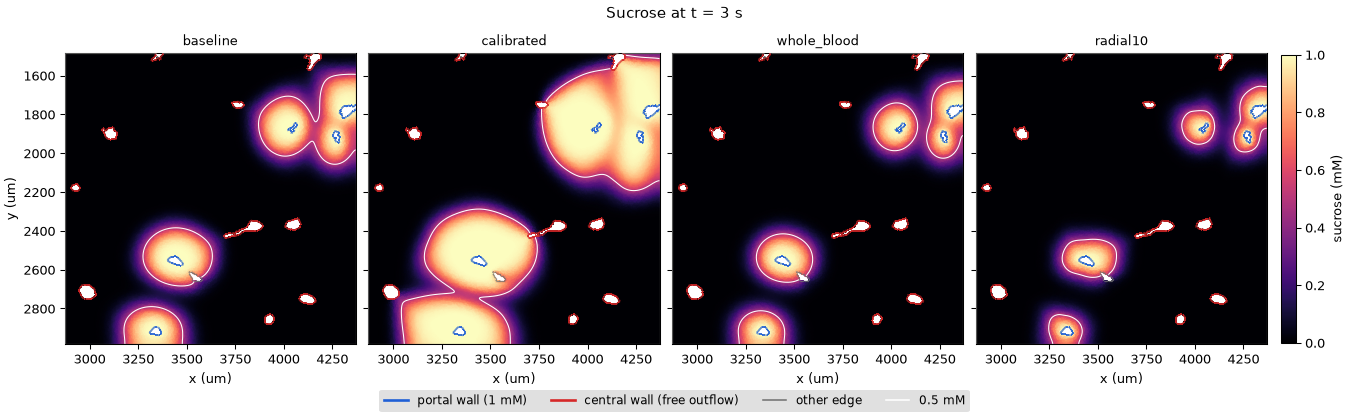 Sucrose at t = 3 s
baseline
calibrated
whole_blood
radial10
y (um)
1600
1800
2000
2200
2400
2600
2800
3000 3250 3500 3750 4000 4250
3000 3250 3500 3750 4000 4250
3000 3250 3500 3750 4000 4250
3000 3250 3500 3750 4000 4250
x (um)
x (um)
x (um)
x (um)
1.0
0.8
0.6
0.4
0.2
0.0
sucrose (mM)
portal wall (1 mM)
central wall (free outflow)
other edge
0.5 mM